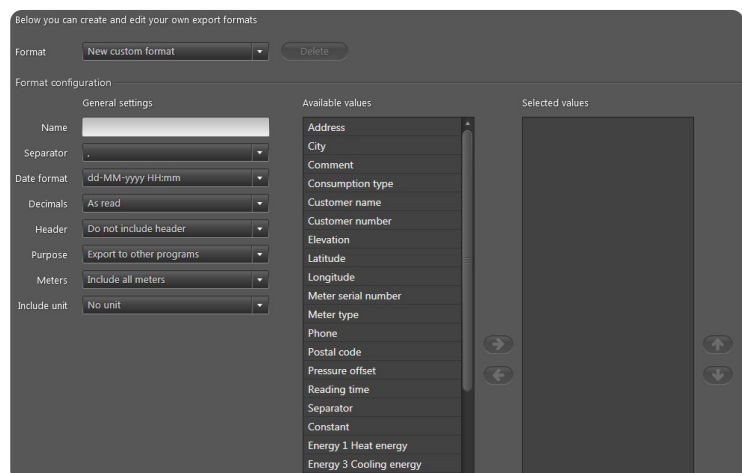 Below you can create and edit your own export formats
Format New custom format Delete
Format configuration
General settings Available values Selected values
Name
Separator ,
Date format dd-MM-yyyy HH:mm
Decimals As read
Header Do not include header
Purpose Export to other programs
Meters Include all meters
Include unit No unit
Address
City
Comment
Consumption type
Customer name
Customer number
Elevation
Latitude
Longitude
Meter serial number
Meter type
Phone
Postal code
Pressure offset
Reading time
Separator
Constant
Energy 1 Heat energy
Energy 3 Cooling energy